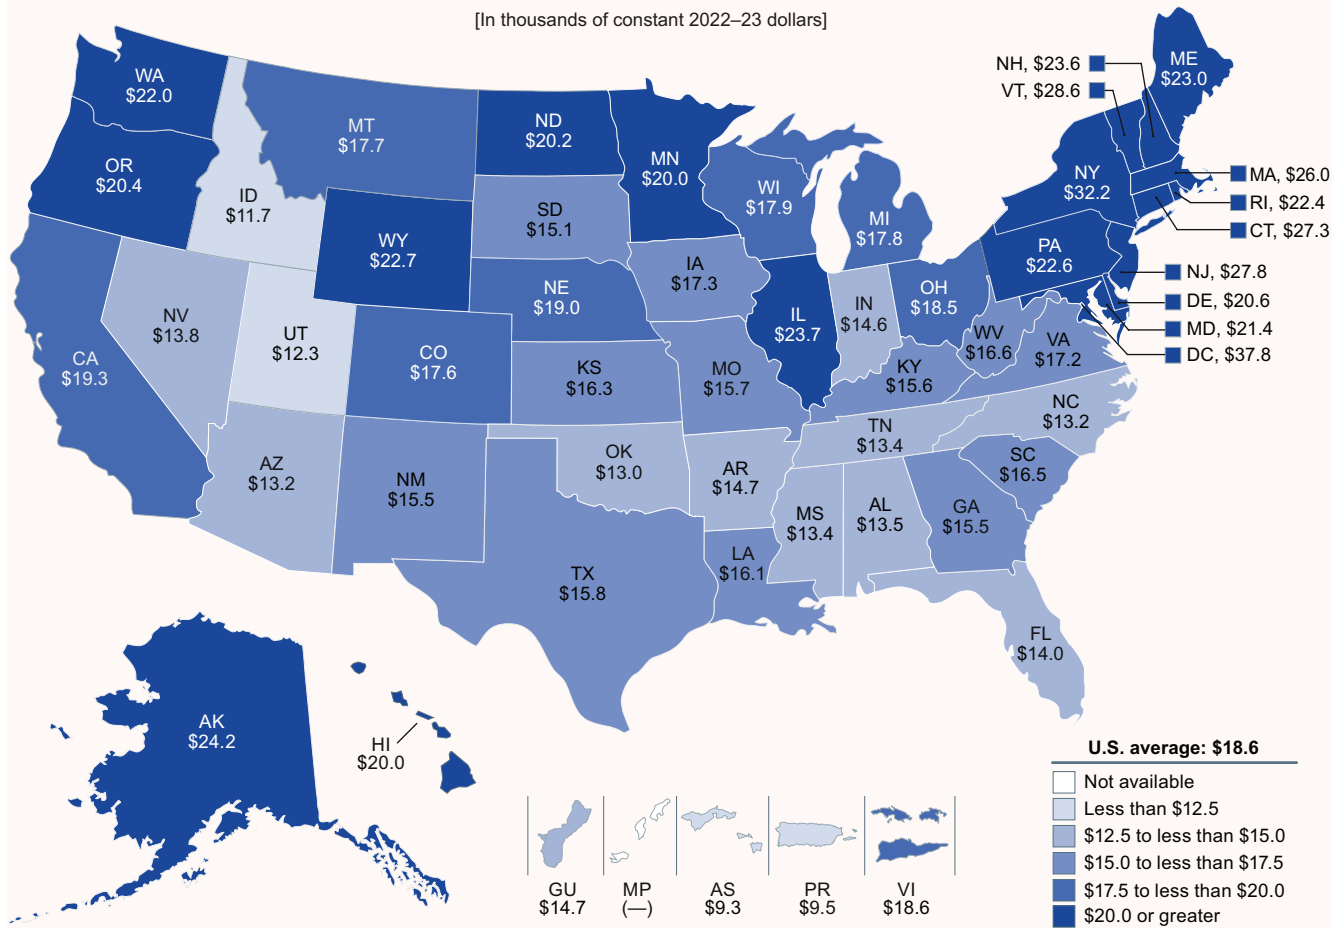 [In thousands of constant 2022–23 dollars]
WA
$22.0
OR
$20.4
CA
$19.3
ID
$11.7
NV
$13.8
MT
$17.7
WY
$22.7
UT
$12.3
CO
$17.6
AZ
$13.2
NM
$15.5
ND
$20.2
SD
$15.1
NE
$19.0
KS
$16.3
OK
$13.0
TX
$15.8
MN
$20.0
IA
$17.3
MO
$15.7
AR
$14.7
LA
$16.1
WI
$17.9
IL
$23.7
MI
$17.8
IN
$14.6
OH
$18.5
KY
$15.6
TN
$13.4
MS
$13.4
AL
$13.5
GA
$15.5
FL
$14.0
SC
$16.5
NC
$13.2
WV
$16.6
VA
$17.2
PA
$22.6
NY
$32.2
ME
$23.0
NH, $23.6
VT, $28.6
MA, $26.0
RI, $22.4
CT, $27.3
NJ, $27.8
DE, $20.6
MD, $21.4
DC, $37.8
AK
$24.2
HI
$20.0
GU
$14.7
MP
(—)
AS
$9.3
PR
$9.5
VI
$18.6
U.S. average: $18.6
Not available
Less than $12.5
$12.5 to less than $15.0
$15.0 to less than $17.5
$17.5 to less than $20.0
$20.0 or greater